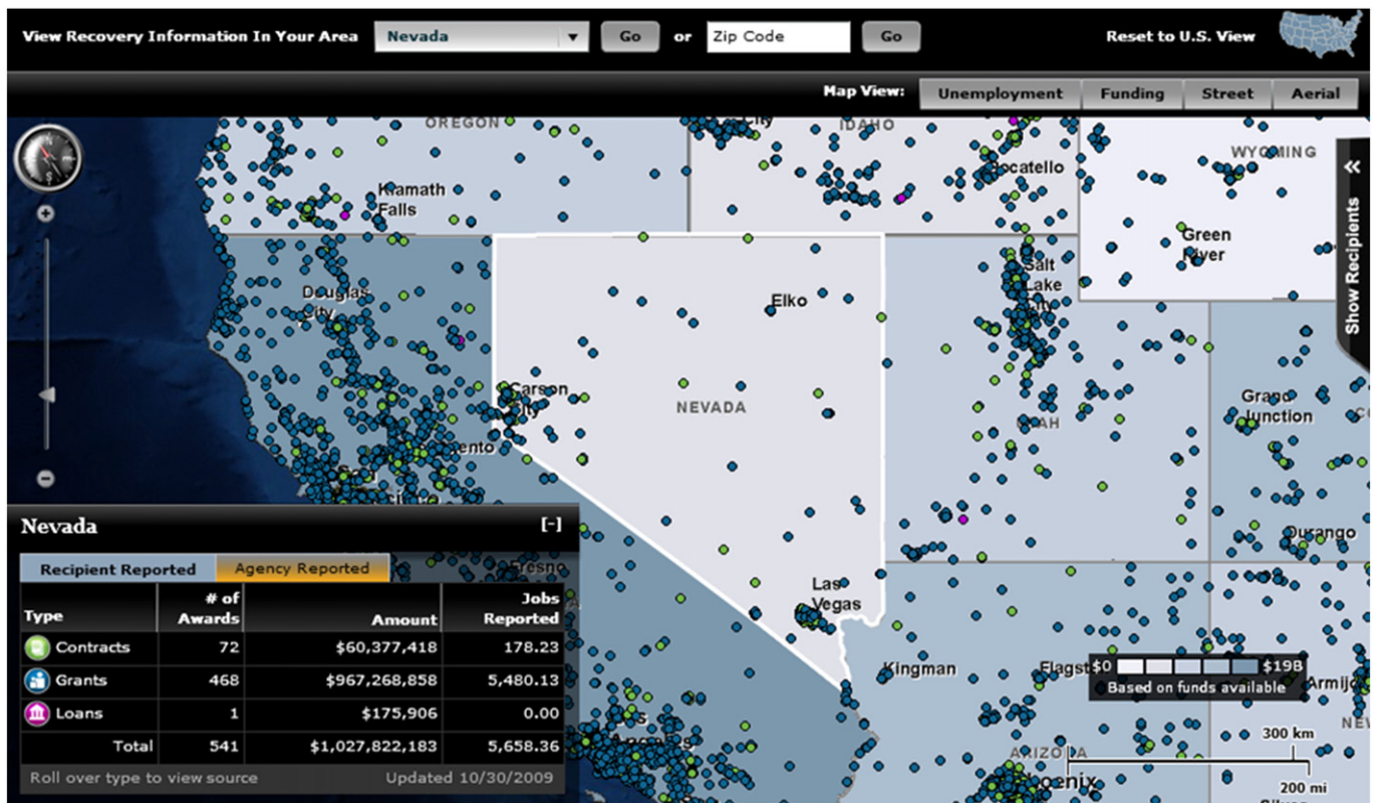 View Recovery Information In Your Area Nevada Go or Zip Code Go Reset to U.S. View
Map View: Unemployment Funding Street Aerial
OREGON
City
IDAHO
WYOMING
Pocatello
Klamath
Falls
Green
River
Show Recipients
Salt
Lake
City
Douglas
City
Elko
Carson
City
NEVADA
Grand
Junction
UTAH
Durango
Fresno
Las
Vegas
Kingman
$0 $19B
Based on funds available
300 km
200 mi
ARIZONA
Phoenix
Nevada [-]
Recipient Reported Agency Reported
Type # of Awards Amount Jobs Reported
Contracts 72 $60,377,418 178.23
Grants 468 $967,268,858 5,480.13
Loans 1 $175,906 0.00
Total 541 $1,027,822,183 5,658.36
Roll over type to view source Updated 10/30/2009